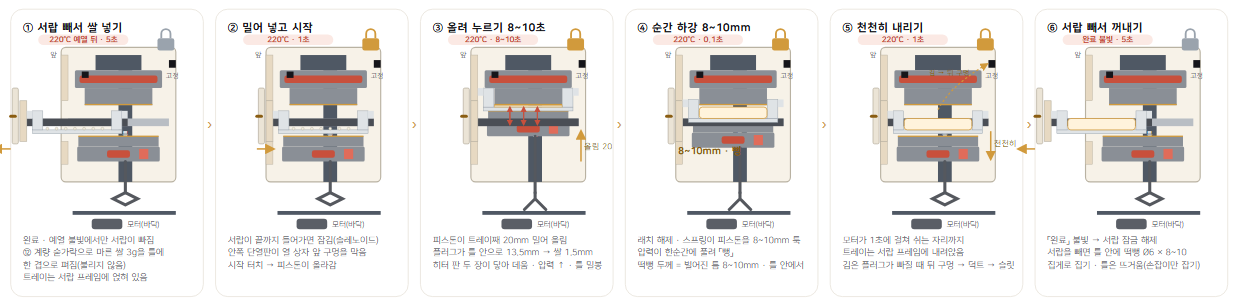 ① 서랍 빼서 쌀 넣기
220℃ 예열 뒤 · 5초
앞
고정
모터(바닥)
완료 · 예열 불빛에서만 서랍이 빠짐
⑫ 계량 숟가락으로 마른 쌀 3g을 틀에
한 겹으로 펴짐(불리지 않음)
트레이는 서랍 프레임에 얹혀 있음
② 밀어 넣고 시작
220℃ · 1초
앞
고정
모터(바닥)
서랍이 끝까지 들어가면 잠김(솔레노이드)
안쪽 단열판이 열 상자 앞 구멍을 막음
시작 터치 → 피스톤이 올라감
③ 올려 누르기 8~10초
220℃ · 8~10초
앞
고정
올림 20
모터(바닥)
피스톤이 트레이째 20mm 밀어 올림
플러그가 틀 안으로 13.5mm → 쌀 1.5mm
히터 판 두 장이 닿아 데움 · 압력 ↑ · 틀 밀봉
④ 순간 하강 8~10mm
220℃ · 0.1초
앞
고정
8~10mm ·
모터(바닥)
래치 해제 · 스프링이 피스톤을 8~10mm 툭
압력이 한순간에 풀려 「뻥」
떡뻥 두께 = 벌어진 틈 8~10mm · 틀 안에서
⑤ 천천히 내리기
220℃ · 1초
앞
고정
천천히
모터(바닥)
모터가 1초에 걸쳐 쉬는 자리까지
트레이는 서랍 프레임에 내려앉음
김은 플러그가 빠질 때 뒤 구멍 → 덕트 → 슬릿
⑥ 서랍 빼서 꺼내기
완료 불빛 · 5초
앞
고정
모터(바닥)
「완료」 불빛 → 서랍 잠금 해제
서랍을 빼면 틀 안에 떡뻥 Ø6 × 8~10
집게로 집기 · 틀은 뜨거움(손잡이만 잡기)